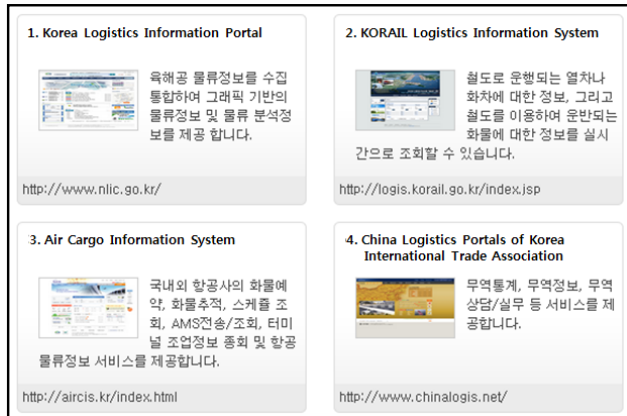 1. Korea Logistics Information Portal
육해공 물류정보를 수집
통합하여 그래픽 기반의
물류정보 및 물류 분석정
보를 제공 합니다.
http://www.nlic.go.kr/
2. KORAIL Logistics Information System
철도로 운행되는 열차나
화차에 대한 정보, 그리고
철도를 이용하여 운반되는
화물에 대한 정보를 실시
간으로 조회할 수 있습니다.
http://logis.korail.go.kr/index.jsp
3. Air Cargo Information System
국내외 항공사의 화물예
약, 화물추적, 스케쥴 조
회, AMS전송/조회, 터미
널 조업정보 종회 및 항공
물류정보 서비스를 제공합니다.
http://aircis.kr/index.html
4. China Logistics Portals of Korea
International Trade Association
무역통계, 무역정보, 무역
상담/실무 등 서비스를 제
공합니다.
http://www.chinalogis.net/